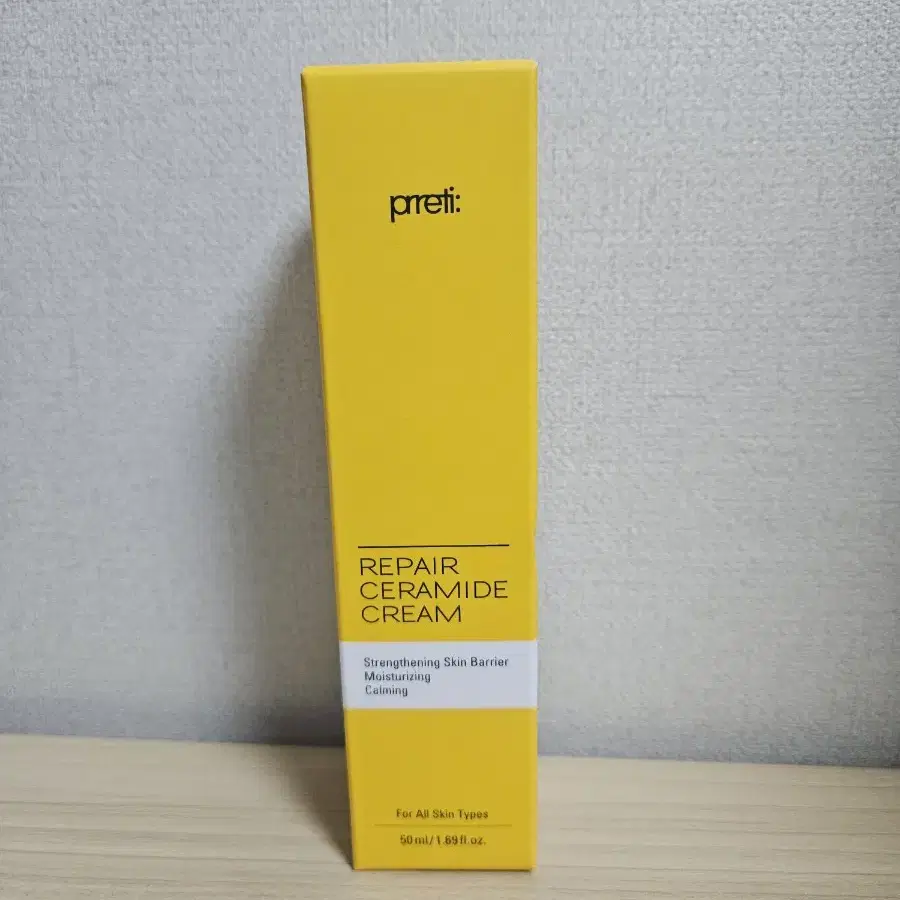 prreti:
REPAIR
CERAMIDE
CREAM
Strengthening Skin Barrier
Moisturizing
Calming
For All Skin Types
50 ml/1.69 fl.oz.